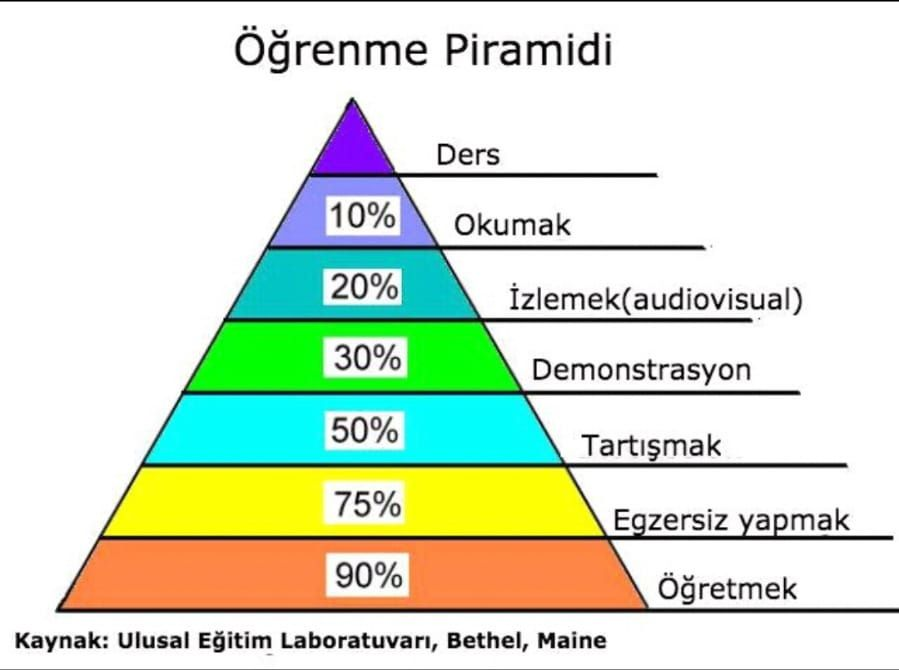 Öğrenme Piramidi
Ders
10% Okumak
20% İzlemek(audiovisual)
30% Demonstrasyon
50% Tartışmak
75% Egzersiz yapmak
90% Öğretmek
Kaynak: Ulusal Eğitim Laboratuvarı, Bethel, Maine